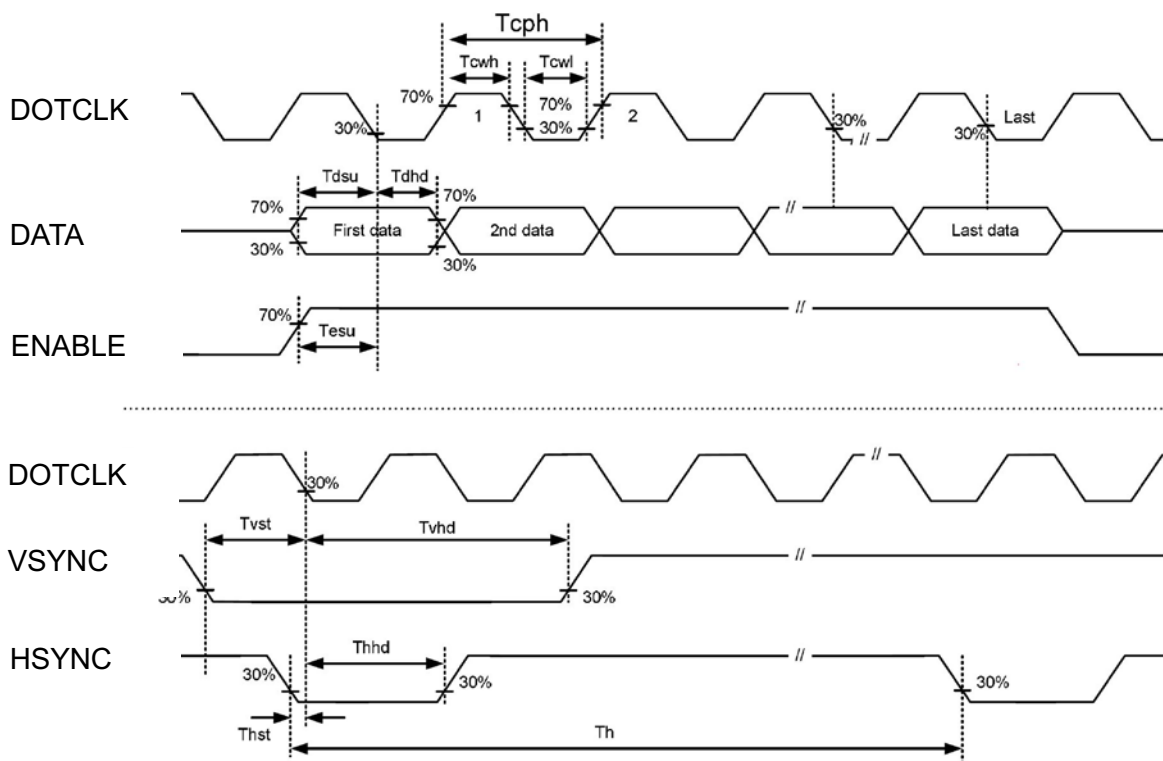 Tcph
Tcwh Tcwl
DOTCLK 70% 1 70% 2 30% Last
30% 30% // 30%
Tdsu Tdhd
70% 70% //
DATA First data 2nd data Last data
30% 30%
70% //
ENABLE Tesu
DOTCLK 30% //
Tvst Tvhd
VSYNC //
30%
HSYNC Thhd //
30% 30% 30%
Thst Th